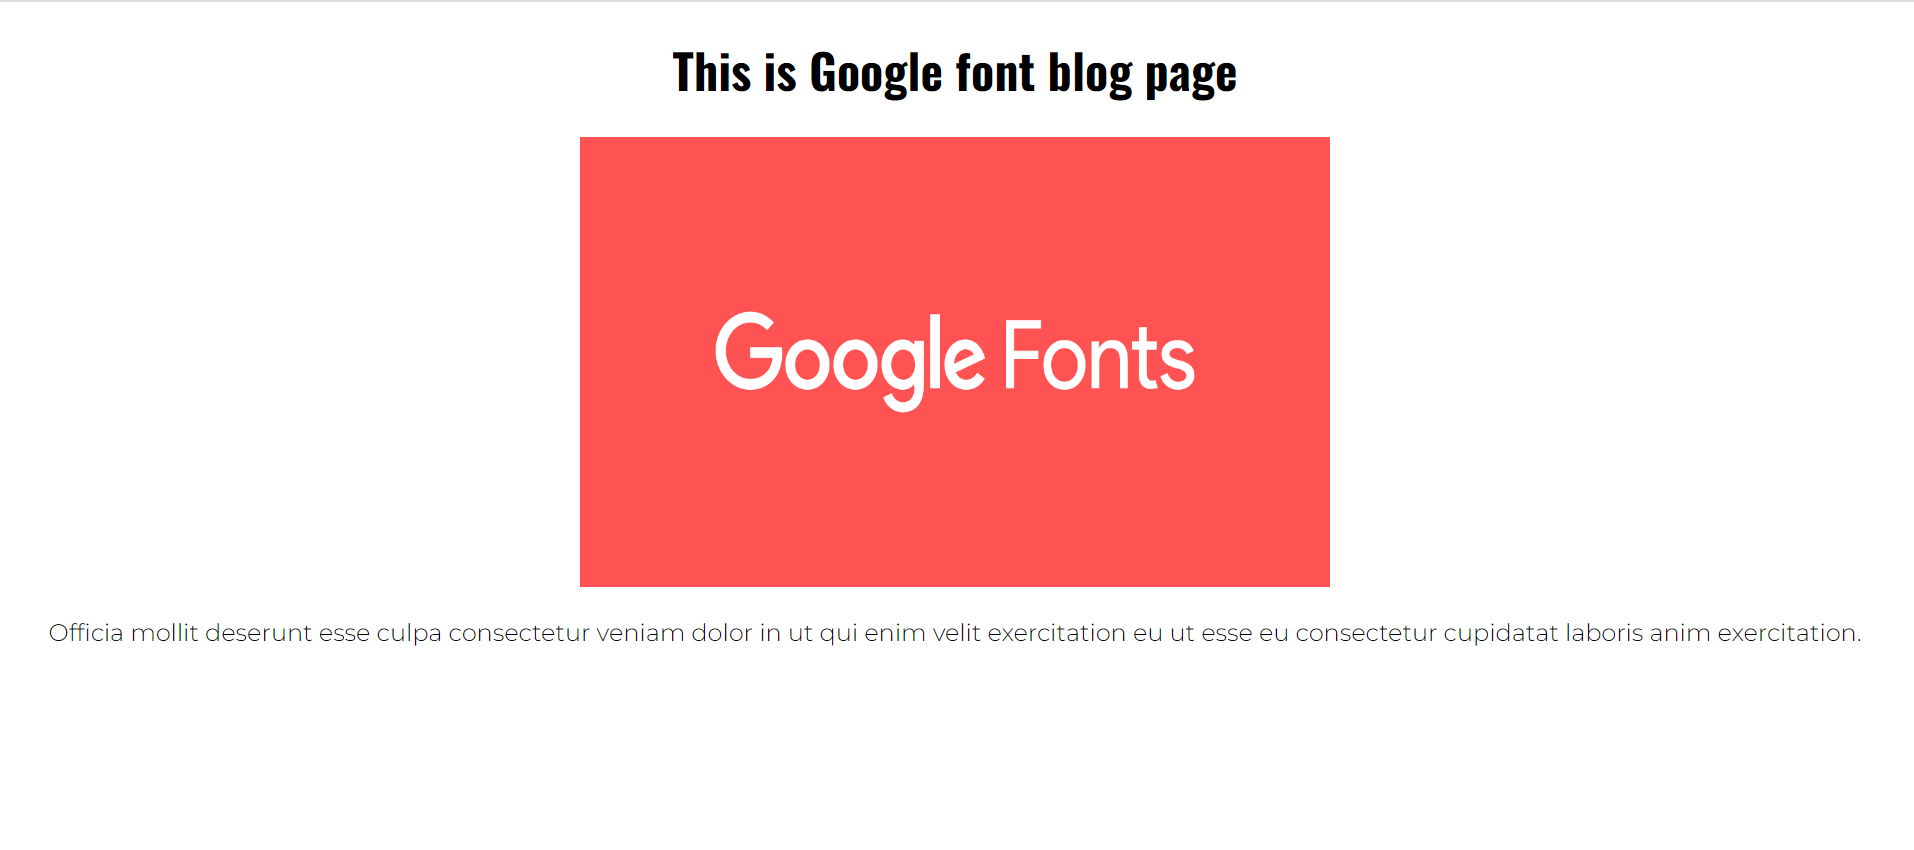 This is Google font blog page
Google Fonts
Officia mollit deserunt esse culpa consectetur veniam dolor in ut qui enim velit exercitation eu ut esse eu consectetur cupidatat laboris anim exercitation.